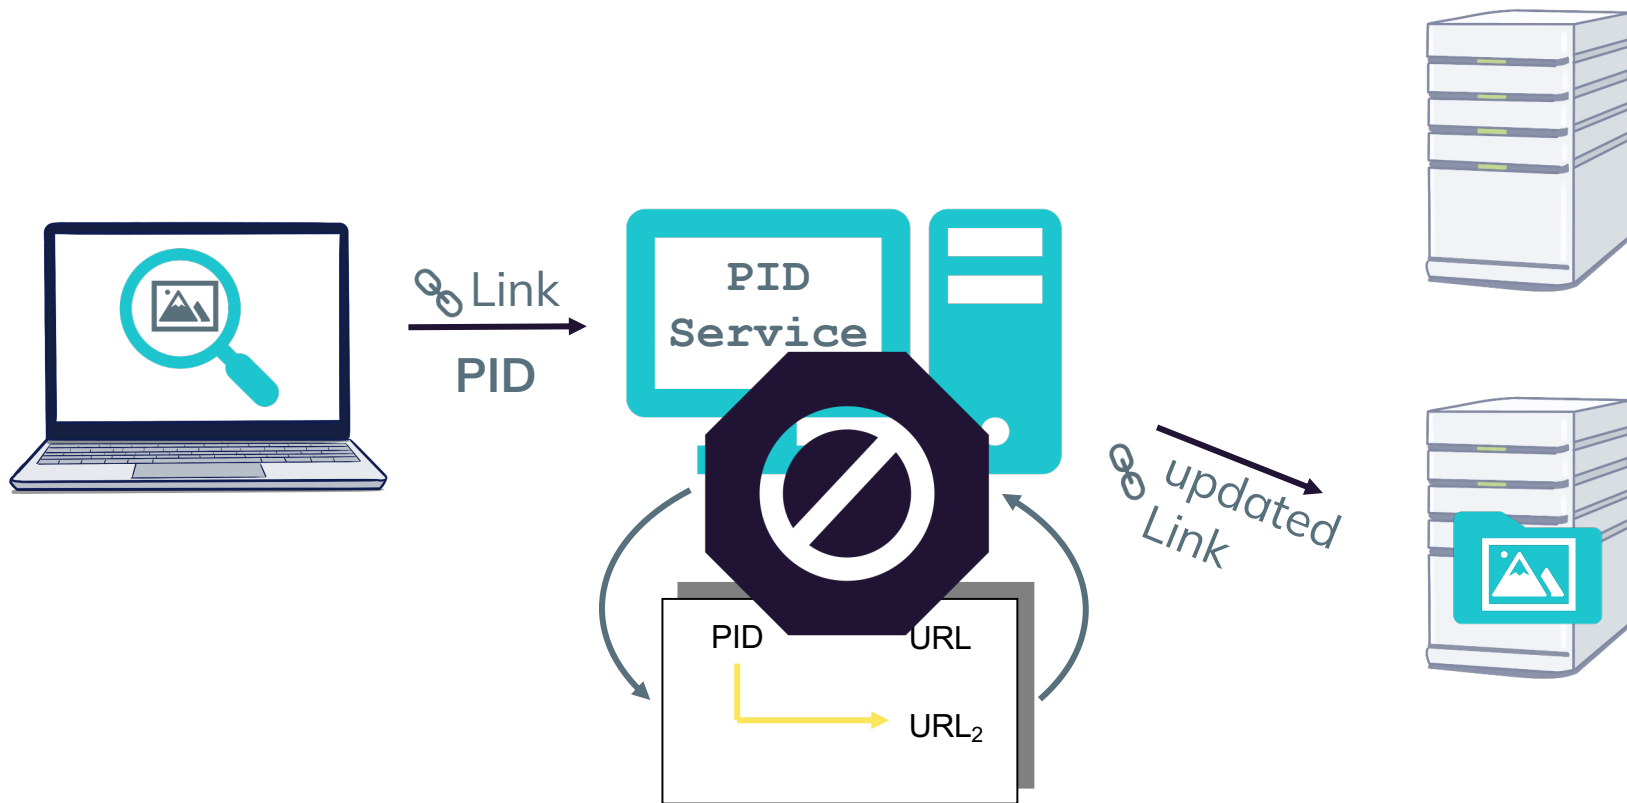 Link
PID
PID
Service
updated
Link
PID URL
URL₂